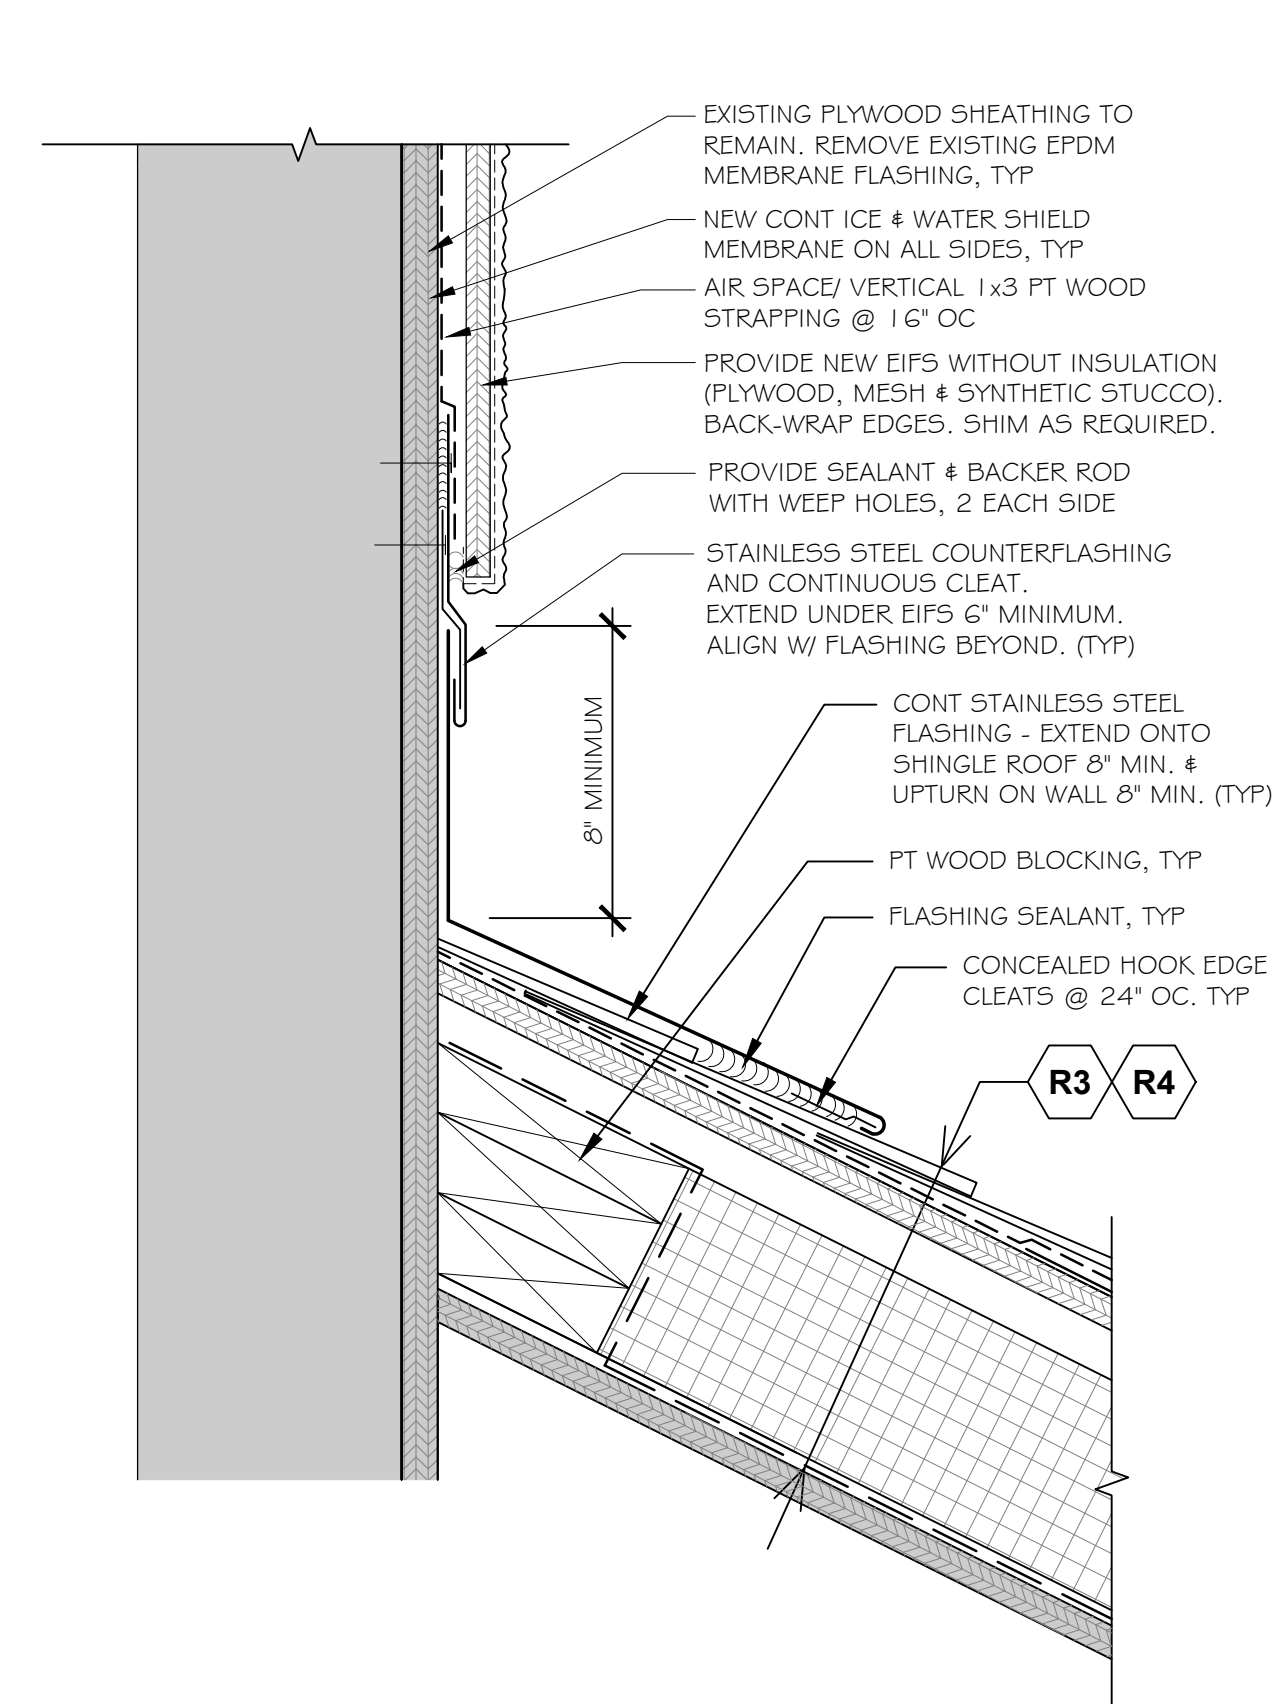 EXISTING PLYWOOD SHEATHING TO
REMAIN. REMOVE EXISTING EPDM
MEMBRANE FLASHING, TYP
NEW CONT ICE & WATER SHIELD
MEMBRANE ON ALL SIDES, TYP
AIR SPACE/ VERTICAL 1x3 PT WOOD
STRAPPING @ 16" OC
PROVIDE NEW EIFS WITHOUT INSULATION
(PLYWOOD, MESH & SYNTHETIC STUCCO).
BACK-WRAP EDGES. SHIM AS REQUIRED.
PROVIDE SEALANT & BACKER ROD
WITH WEEP HOLES, 2 EACH SIDE
STAINLESS STEEL COUNTERFLASHING
AND CONTINUOUS CLEAT.
EXTEND UNDER EIFS 6" MINIMUM.
ALIGN W/ FLASHING BEYOND. (TYP)
8" MINIMUM
CONT STAINLESS STEEL
FLASHING - EXTEND ONTO
SHINGLE ROOF 8" MIN. &
UPTURN ON WALL 8" MIN. (TYP)
PT WOOD BLOCKING, TYP
FLASHING SEALANT, TYP
CONCEALED HOOK EDGE
CLEATS @ 24" OC. TYP
R3 R4